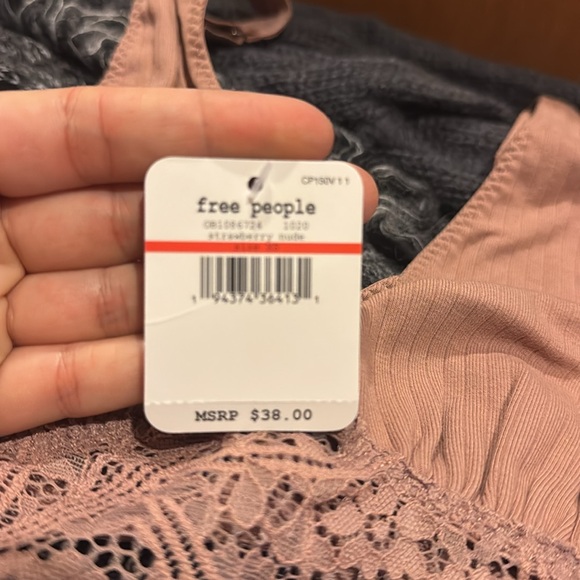 CP100V 1 1
free people
OB1086724 1020
strawberry nude
1 94374 36413 1
MSRP $38.00